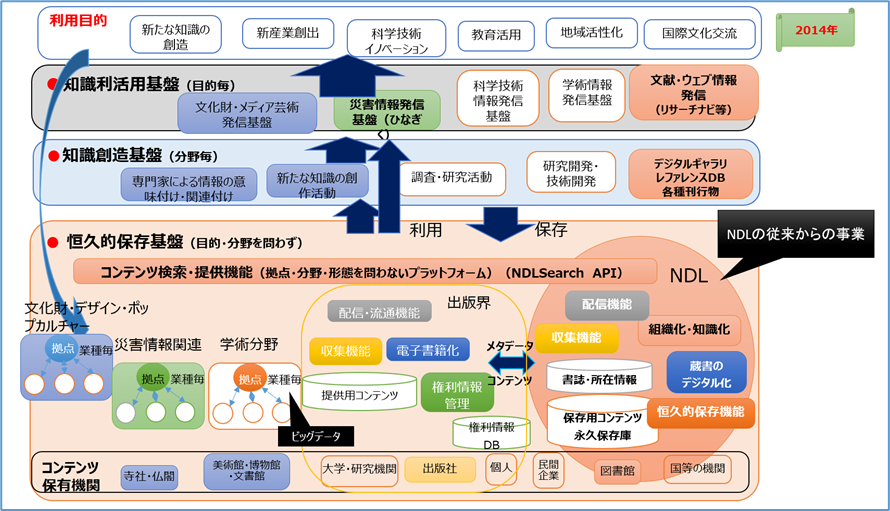 利用目的
新たな知識の
創造
新産業創出
科学技術
イノベーション
教育活用
地域活性化
国際文化交流
2014年
● 知識利活用基盤（目的毎）
文化財・メディア芸術
発信基盤
災害情報発信
基盤（ひなぎ
く）
科学技術
情報発信
基盤
学術情報
発信基盤
文献・ウェブ情報
発信
（リサーチナビ等）
● 知識創造基盤（分野毎）
専門家による情報の意
味付け・関連付け
新たな知識の創
作活動
調査・研究活動
研究開発・
技術開発
デジタルギャラリ
レファレンスDB
各種刊行物
利用
保存
NDLの従来からの事業
● 恒久的保存基盤（目的・分野を問わず）
コンテンツ検索・提供機能（拠点・分野・形態を問わないプラットフォーム）（NDLSearch API）
NDL
文化財・デザイン・ポッ
プカルチャー
拠点
業種毎
災害情報関連
拠点
業種毎
学術分野
拠点
業種毎
ビッグデータ
出版界
配信・流通機能
収集機能
電子書籍化
提供用コンテンツ
権利情報
管理
権利情報
DB
メタデータ
コンテンツ
配信機能
収集機能
組織化・知識化
書誌・所在情報
蔵書の
デジタル化
保存用コンテンツ
永久保存庫
恒久的保存機能
コンテンツ
保有機関
寺社・仏閣
美術館・博物館
・文書館
大学・研究機関
出版社
個人
民間
企業
図書館
国等の機関